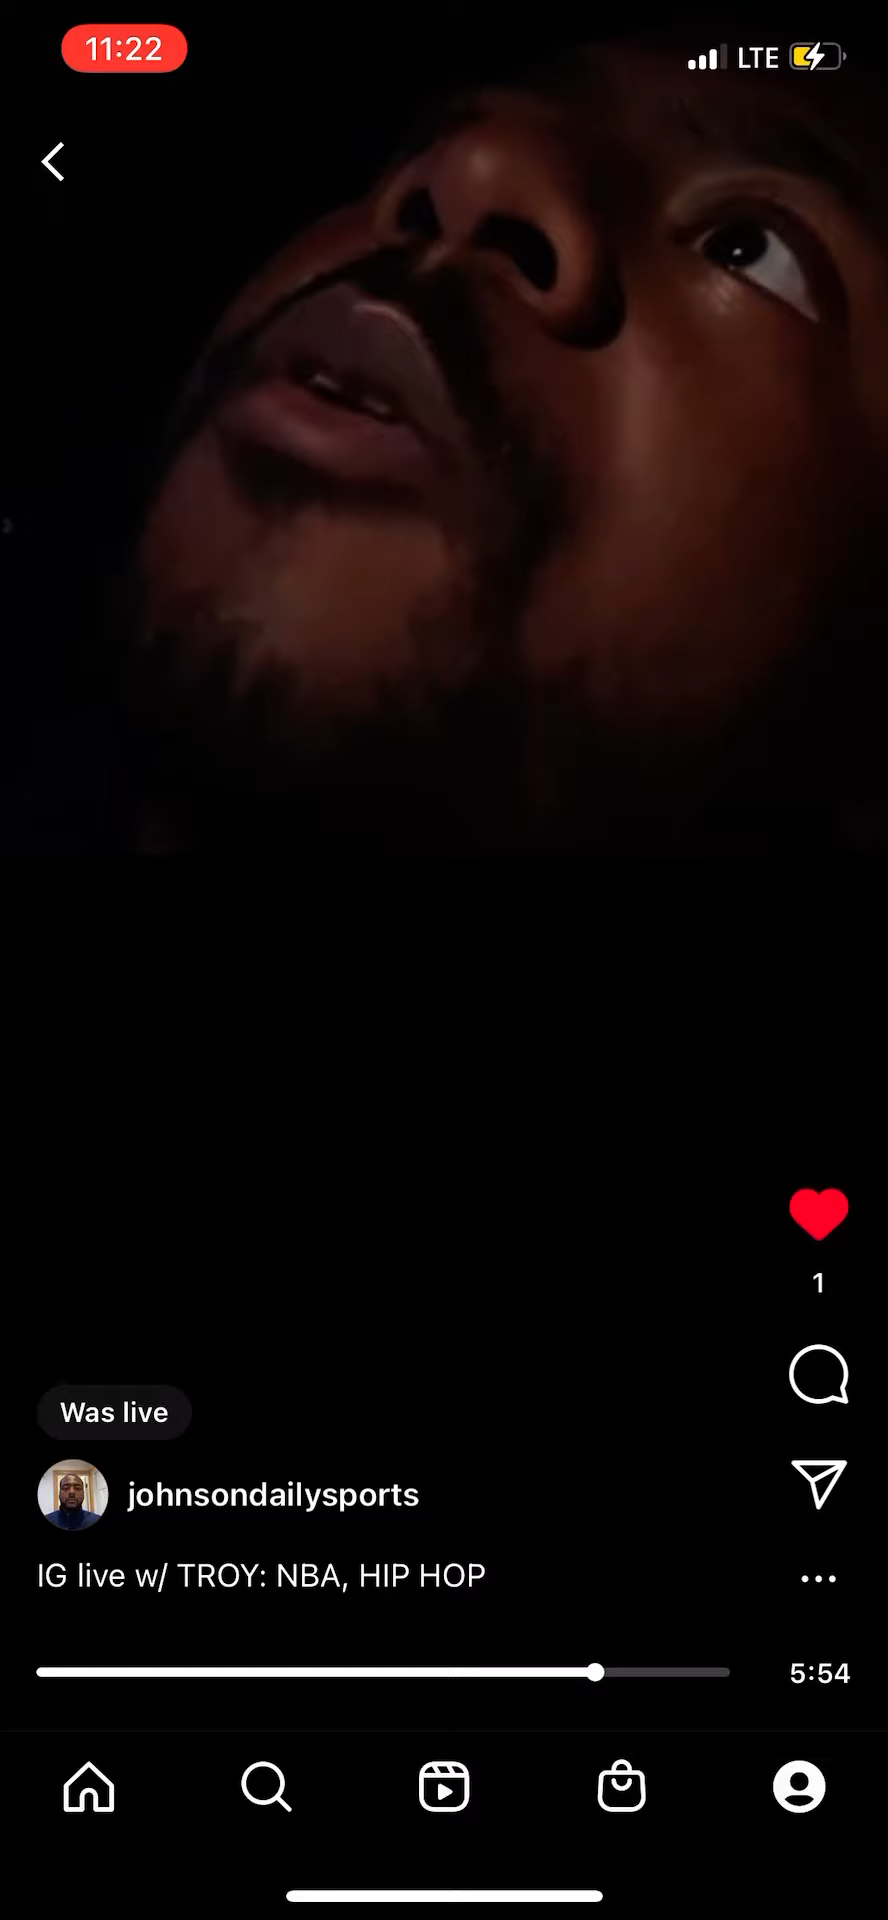 11:22
LTE
1
Was live
johnsondailysports
IG live w/ TROY: NBA, HIP HOP
5:54